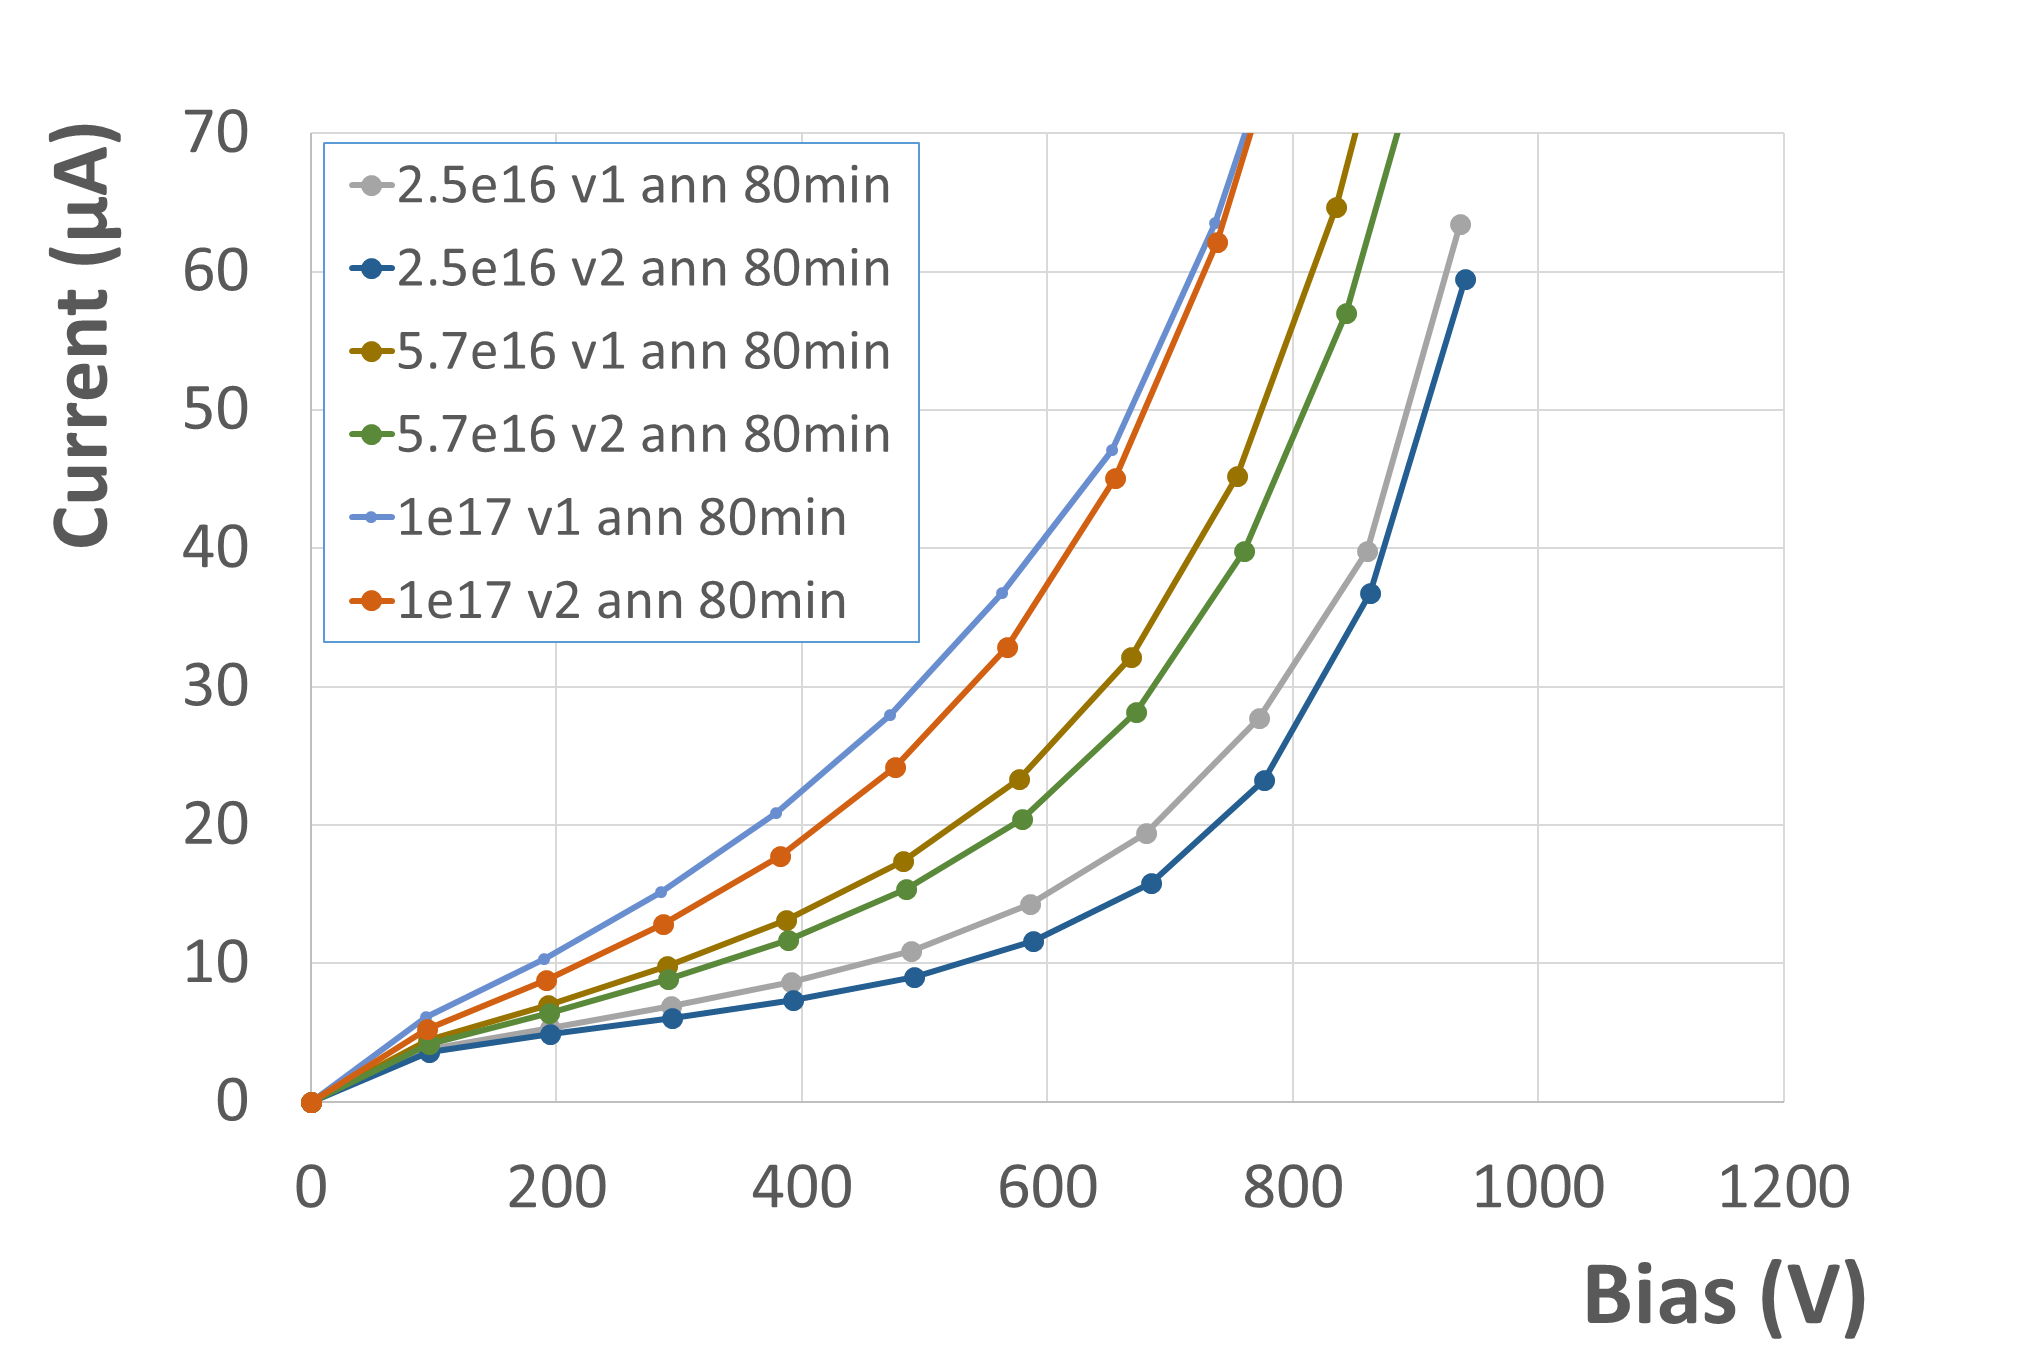 Current (µA)
70
60
50
40
30
20
10
0
2.5e16 v1 ann 80min
2.5e16 v2 ann 80min
5.7e16 v1 ann 80min
5.7e16 v2 ann 80min
1e17 v1 ann 80min
1e17 v2 ann 80min
0 200 400 600 800 1000 1200
Bias (V)